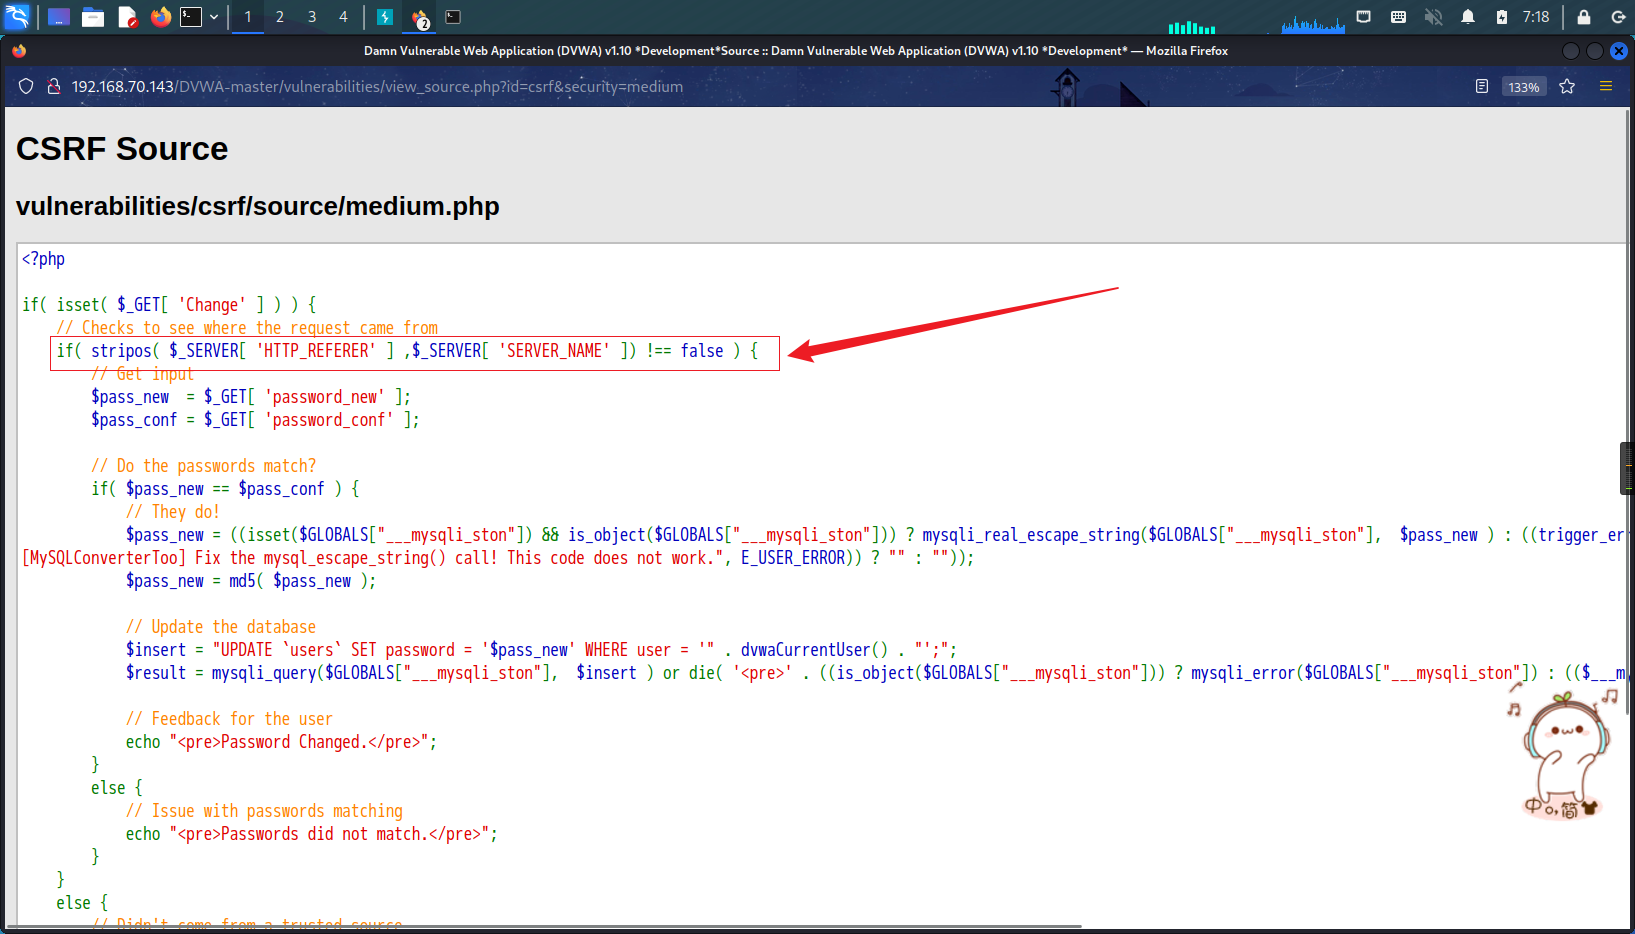 1 2 3 4 2 7:18
Damn Vulnerable Web Application (DVWA) v1.10 *Development*Source :: Damn Vulnerable Web Application (DVWA) v1.10 *Development* — Mozilla Firefox
192.168.70.143/DVWA-master/vulnerabilities/view_source.php?id=csrf&security=medium 133%
CSRF Source
vulnerabilities/csrf/source/medium.php
<?php
if( isset( $_GET[ 'Change' ] ) ) {
// Checks to see where the request came from
if( stripos( $_SERVER[ 'HTTP_REFERER' ] ,$_SERVER[ 'SERVER_NAME' ]) !== false ) {
// Get input
$pass_new  = $_GET[ 'password_new' ];
$pass_conf = $_GET[ 'password_conf' ];
// Do the passwords match?
if( $pass_new == $pass_conf ) {
// They do!
$pass_new = ((isset($GLOBALS["___mysqli_ston"]) && is_object($GLOBALS["___mysqli_ston"])) ? mysqli_real_escape_string($GLOBALS["___mysqli_ston"],  $pass_new ) : ((trigger_er
[MySQLConverterToo] Fix the mysql_escape_string() call! This code does not work.", E_USER_ERROR)) ? "" : ""));
$pass_new = md5( $pass_new );
// Update the database
$insert = "UPDATE `users` SET password = '$pass_new' WHERE user = '" . dvwaCurrentUser() . "';";
$result = mysqli_query($GLOBALS["___mysqli_ston"],  $insert ) or die( '<pre>' . ((is_object($GLOBALS["___mysqli_ston"])) ? mysqli_error($GLOBALS["___mysqli_ston"]) : (($___m
// Feedback for the user
echo "<pre>Password Changed.</pre>";
}
else {
// Issue with passwords matching
echo "<pre>Passwords did not match.</pre>";
}
}
else {
// Didn't come from a trusted source
中 简